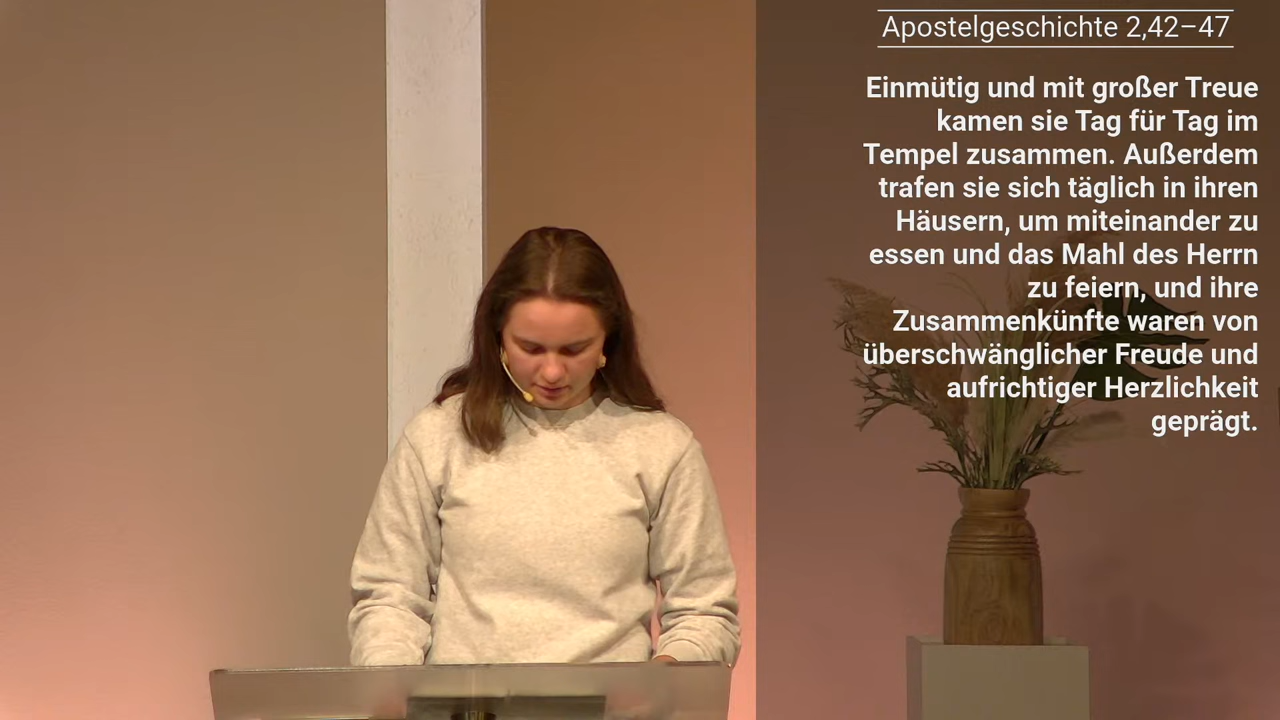 Apostelgeschichte 2,42–47
Einmütig und mit großer Treue
kamen sie Tag für Tag im
Tempel zusammen. Außerdem
trafen sie sich täglich in ihren
Häusern, um miteinander zu
essen und das Mahl des Herrn
zu feiern, und ihre
Zusammenkünfte waren von
überschwänglicher Freude und
aufrichtiger Herzlichkeit
geprägt.